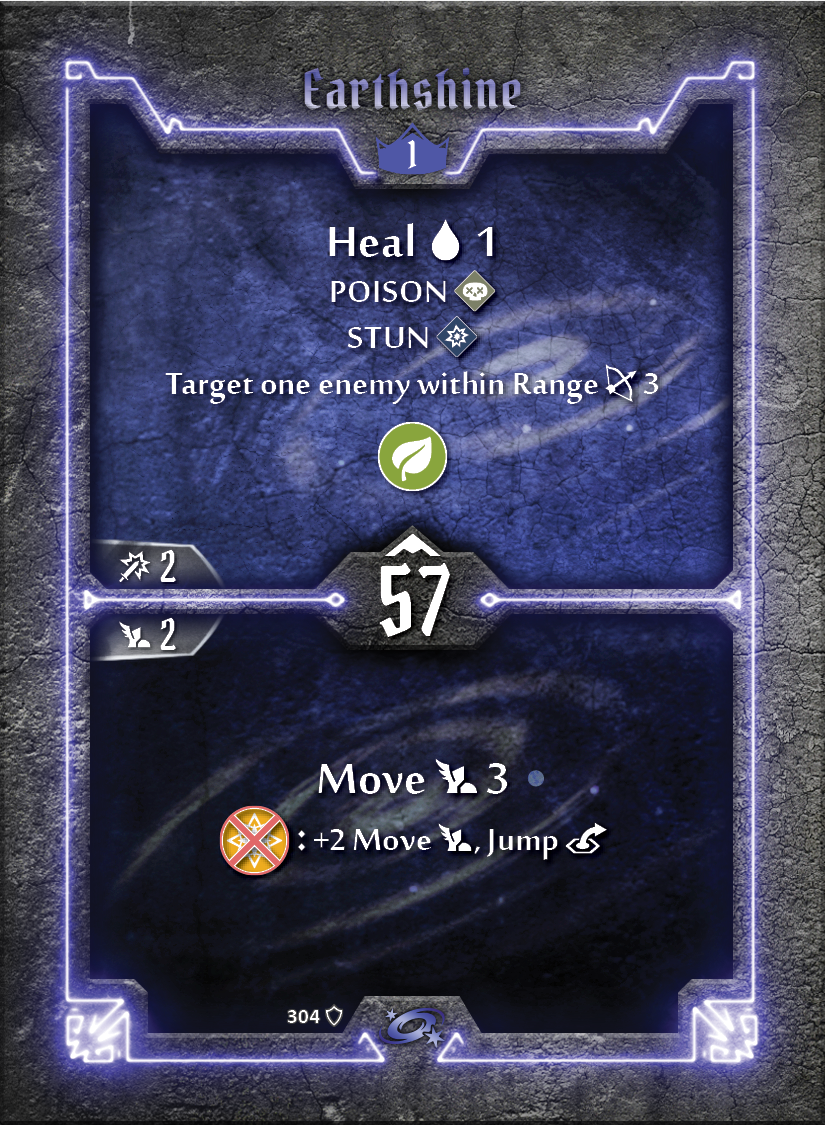 Earthshine
1
Heal 1
POISON
STUN
Target one enemy within Range 3
2
57
2
Move 3
: +2 Move , Jump
304